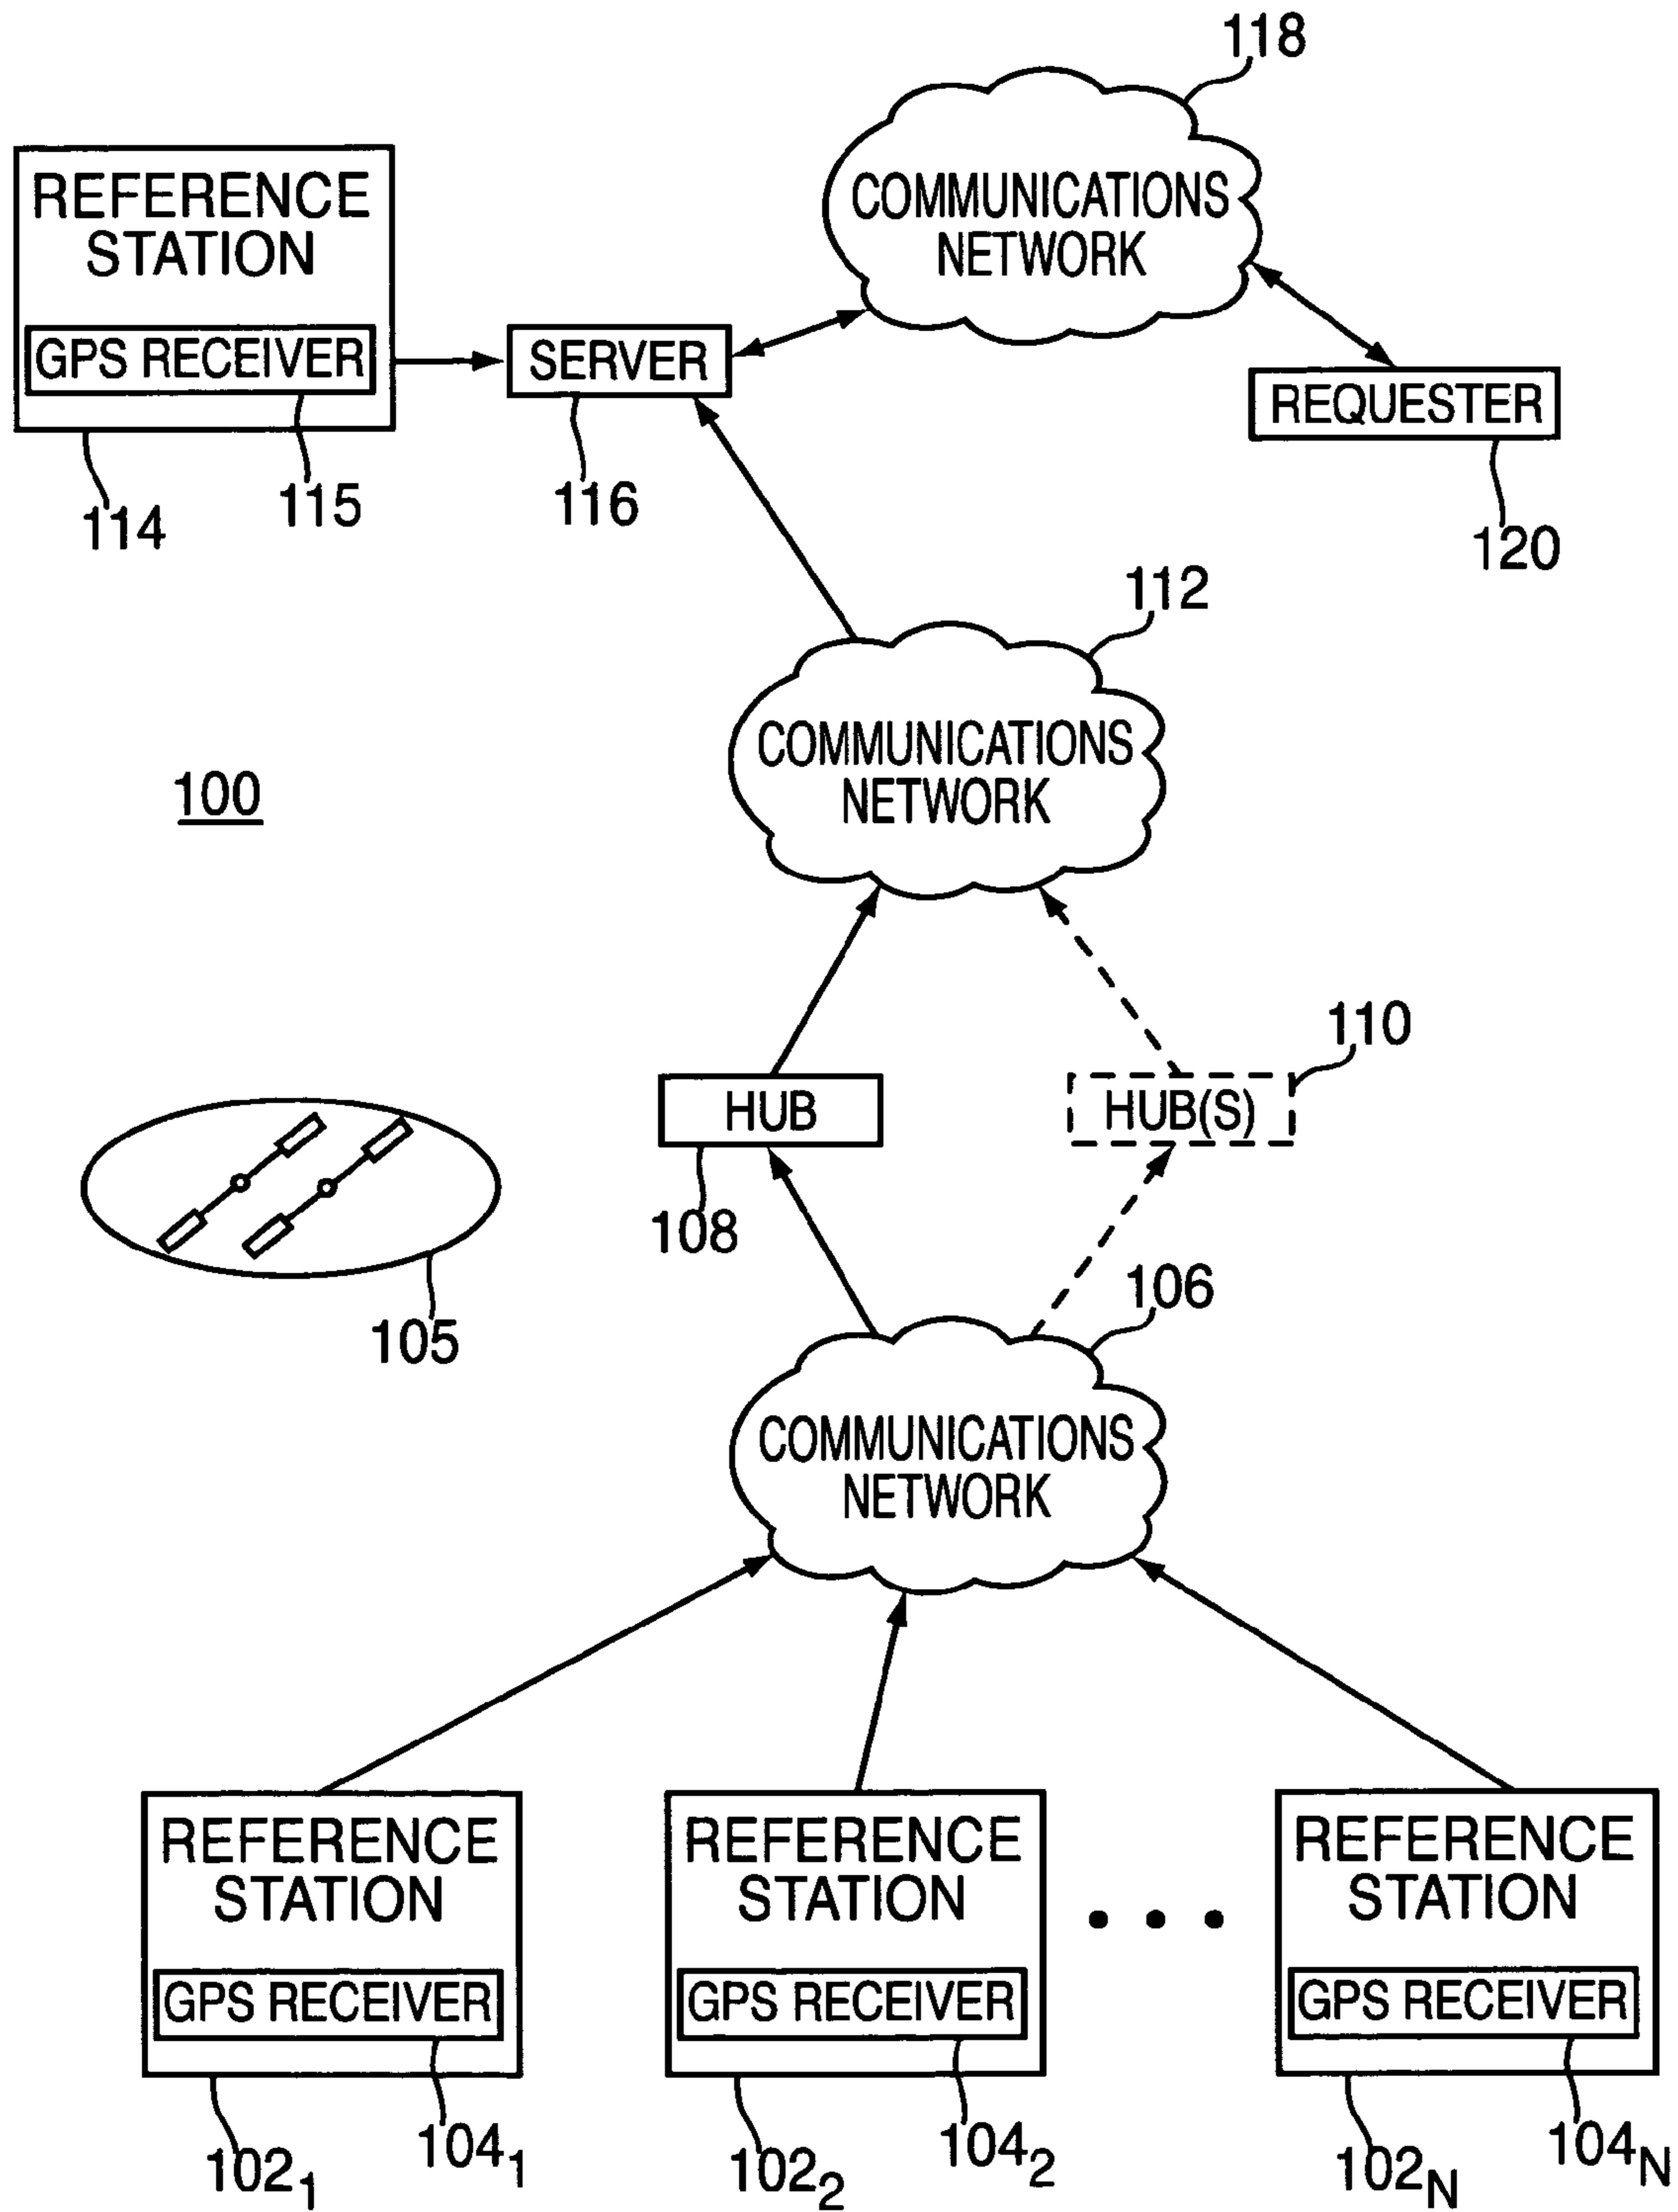 118
COMMUNICATIONS
NETWORK
REFERENCE
STATION
GPS RECEIVER
SERVER
REQUESTER
114
115
116
120
112
COMMUNICATIONS
NETWORK
100
110
HUB
HUB(S)
108
105
106
COMMUNICATIONS
NETWORK
REFERENCE
STATION
GPS RECEIVER
REFERENCE
STATION
GPS RECEIVER
• • •
REFERENCE
STATION
GPS RECEIVER
102₁
104₁
102₂
104₂
102_N
104_N